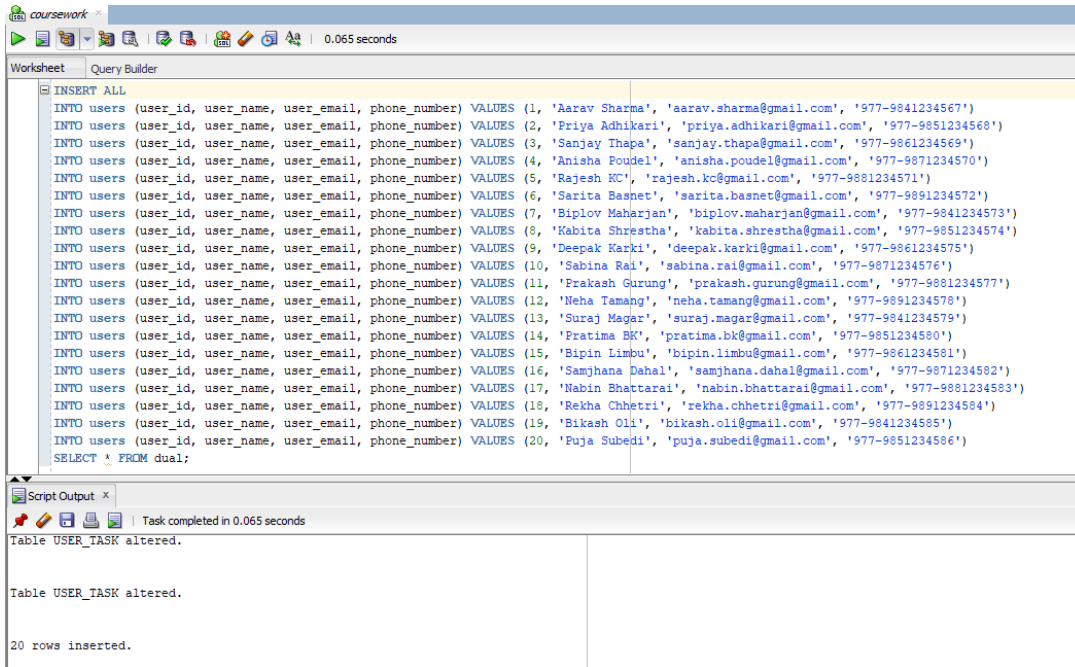 coursework
0.065 seconds
Worksheet Query Builder
INSERT ALL
INTO users (user_id, user_name, user_email, phone_number) VALUES (1, 'Aarav Sharma', 'aarav.sharma@gmail.com', '977-9841234567')
INTO users (user_id, user_name, user_email, phone_number) VALUES (2, 'Priya Adhikari', 'priya.adhikari@gmail.com', '977-9851234568')
INTO users (user_id, user_name, user_email, phone_number) VALUES (3, 'Sanjay Thapa', 'sanjay.thapa@gmail.com', '977-9861234569')
INTO users (user_id, user_name, user_email, phone_number) VALUES (4, 'Anisha Poudel', 'anisha.poudel@gmail.com', '977-9871234570')
INTO users (user_id, user_name, user_email, phone_number) VALUES (5, 'Rajesh KC', 'rajesh.kc@gmail.com', '977-9881234571')
INTO users (user_id, user_name, user_email, phone_number) VALUES (6, 'Sarita Basnet', 'sarita.basnet@gmail.com', '977-9891234572')
INTO users (user_id, user_name, user_email, phone_number) VALUES (7, 'Biplov Maharjan', 'biplov.maharjan@gmail.com', '977-9841234573')
INTO users (user_id, user_name, user_email, phone_number) VALUES (8, 'Kabita Shrestha', 'kabita.shrestha@gmail.com', '977-9851234574')
INTO users (user_id, user_name, user_email, phone_number) VALUES (9, 'Deepak Karki', 'deepak.karki@gmail.com', '977-9861234575')
INTO users (user_id, user_name, user_email, phone_number) VALUES (10, 'Sabina Rai', 'sabina.rai@gmail.com', '977-9871234576')
INTO users (user_id, user_name, user_email, phone_number) VALUES (11, 'Prakash Gurung', 'prakash.gurung@gmail.com', '977-9881234577')
INTO users (user_id, user_name, user_email, phone_number) VALUES (12, 'Neha Tamang', 'neha.tamang@gmail.com', '977-9891234578')
INTO users (user_id, user_name, user_email, phone_number) VALUES (13, 'Suraj Magar', 'suraj.magar@gmail.com', '977-9841234579')
INTO users (user_id, user_name, user_email, phone_number) VALUES (14, 'Pratima BK', 'pratima.bk@gmail.com', '977-9851234580')
INTO users (user_id, user_name, user_email, phone_number) VALUES (15, 'Bipin Limbu', 'bipin.limbu@gmail.com', '977-9861234581')
INTO users (user_id, user_name, user_email, phone_number) VALUES (16, 'Samjhana Dahal', 'samjhana.dahal@gmail.com', '977-9871234582')
INTO users (user_id, user_name, user_email, phone_number) VALUES (17, 'Nabin Bhattarai', 'nabin.bhattarai@gmail.com', '977-9881234583')
INTO users (user_id, user_name, user_email, phone_number) VALUES (18, 'Rekha Chhetri', 'rekha.chhetri@gmail.com', '977-9891234584')
INTO users (user_id, user_name, user_email, phone_number) VALUES (19, 'Bikash Oli', 'bikash.oli@gmail.com', '977-9841234585')
INTO users (user_id, user_name, user_email, phone_number) VALUES (20, 'Puja Subedi', 'puja.subedi@gmail.com', '977-9851234586')
SELECT * FROM dual;
Script Output x
Task completed in 0.065 seconds
Table USER_TASK altered.
Table USER_TASK altered.
20 rows inserted.